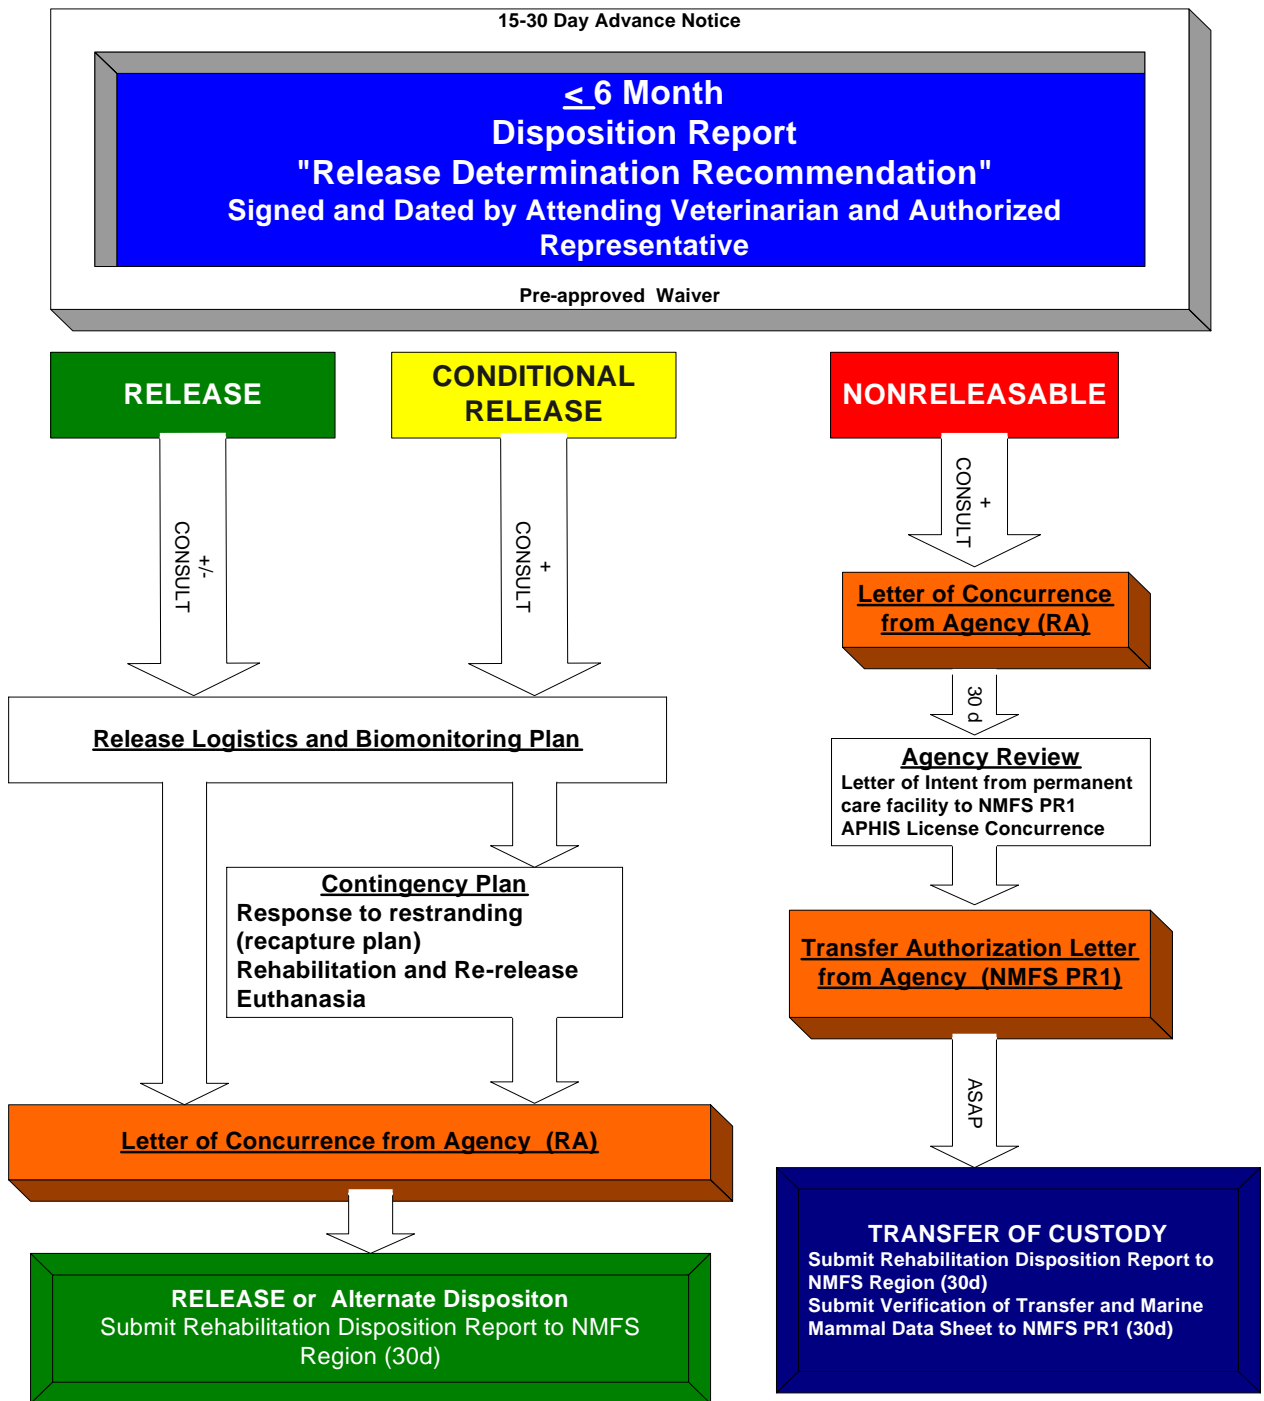 15-30 Day Advance Notice
< 6 Month
Disposition Report
"Release Determination Recommendation"
Signed and Dated by Attending Veterinarian and Authorized
Representative
Pre-approved Waiver
RELEASE
CONDITIONAL
RELEASE
NONRELEASABLE
+/-
CONSULT
+
CONSULT
+
CONSULT
Letter of Concurrence
from Agency (RA)
30 d
Release Logistics and Biomonitoring Plan
Agency Review
Letter of Intent from permanent
care facility to NMFS PR1
APHIS License Concurrence
Contingency Plan
Response to restranding
(recapture plan)
Rehabilitation and Re-release
Euthanasia
Transfer Authorization Letter
from Agency (NMFS PR1)
ASAP
Letter of Concurrence from Agency (RA)
TRANSFER OF CUSTODY
Submit Rehabilitation Disposition Report to
NMFS Region (30d)
Submit Verification of Transfer and Marine
Mammal Data Sheet to NMFS PR1 (30d)
RELEASE or Alternate Dispositon
Submit Rehabilitation Disposition Report to NMFS
Region (30d)